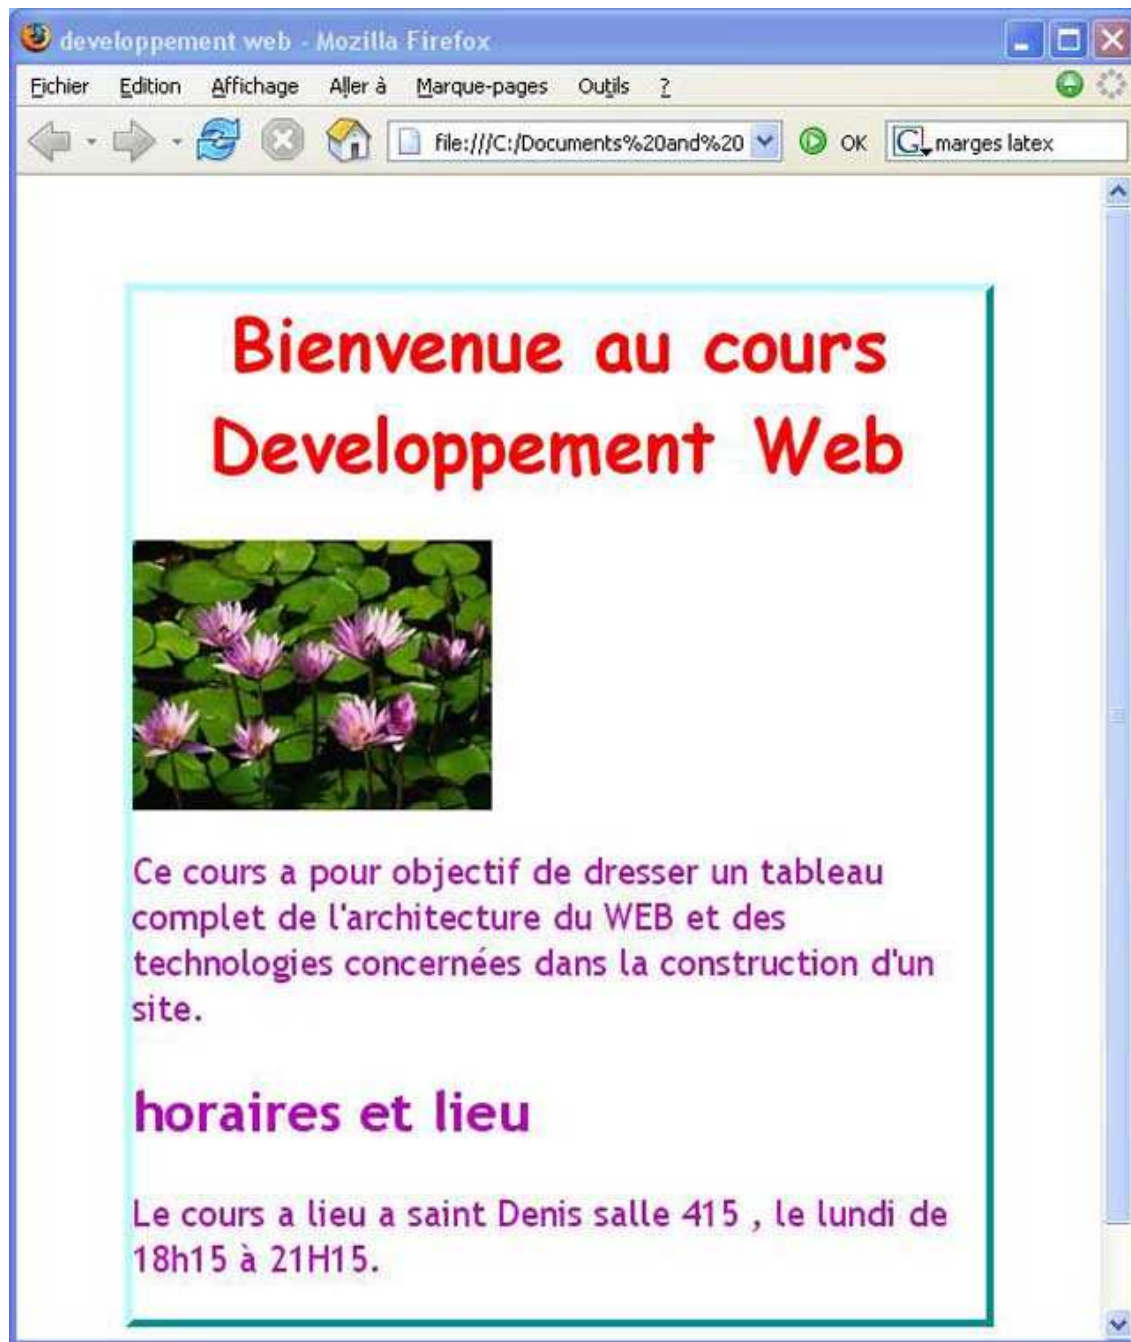 developpement web - Mozilla Firefox
Fichier Edition Affichage Aller à Marque-pages Outils ?
file:///C:/Documents%20and%20 OK G marges latex
Bienvenue au cours
Developpement Web
Ce cours a pour objectif de dresser un tableau
complet de l'architecture du WEB et des
technologies concernées dans la construction d'un
site.
horaires et lieu
Le cours a lieu a saint Denis salle 415 , le lundi de
18h15 à 21H15.